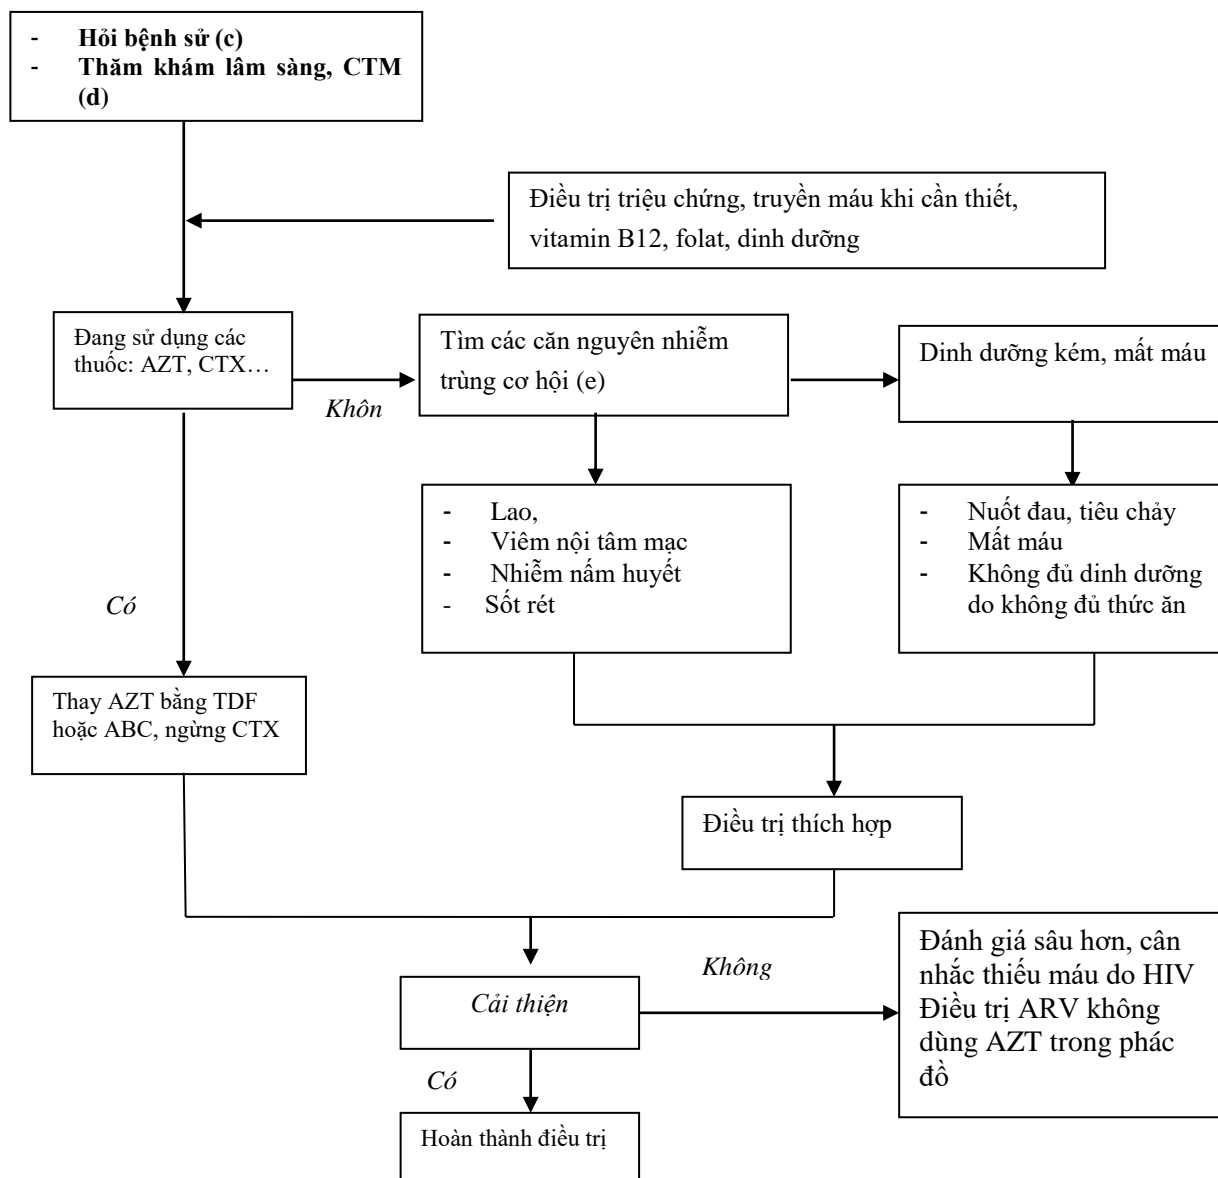 - Hỏi bệnh sử (c)
- Thăm khám lâm sàng, CTM
(d)
Điều trị triệu chứng, truyền máu khi cần thiết,
vitamin B12, folat, dinh dưỡng
Đang sử dụng các
thuốc: AZT, CTX…
Khôn
Tìm các căn nguyên nhiễm
trùng cơ hội (e)
Dinh dưỡng kém, mất máu
- Lao,
- Viêm nội tâm mạc
- Nhiễm nấm huyết
- Sốt rét
- Nuốt đau, tiêu chảy
- Mất máu
- Không đủ dinh dưỡng
do không đủ thức ăn
Có
Thay AZT bằng TDF
hoặc ABC, ngừng CTX
Điều trị thích hợp
Cải thiện
Không
Đánh giá sâu hơn, cân
nhắc thiếu máu do HIV
Điều trị ARV không
dùng AZT trong phác
đồ
Có
Hoàn thành điều trị